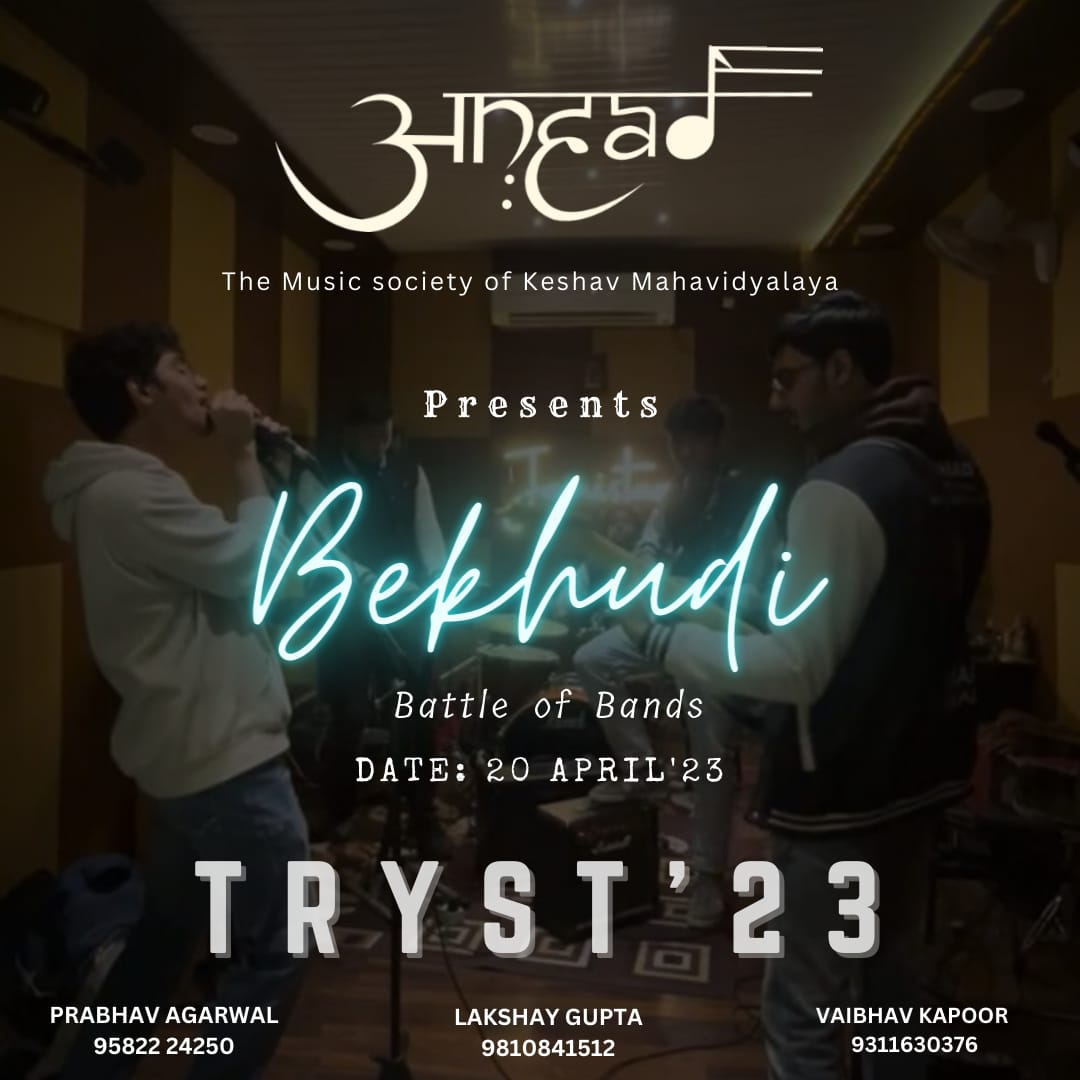 अनहad
The Music society of Keshav Mahavidyalaya
Presents
Bekhudi
Battle of Bands
DATE: 20 APRIL'23
TRYST'23
PRABHAV AGARWAL
95822 24250
LAKSHAY GUPTA
9810841512
VAIBHAV KAPOOR
9311630376